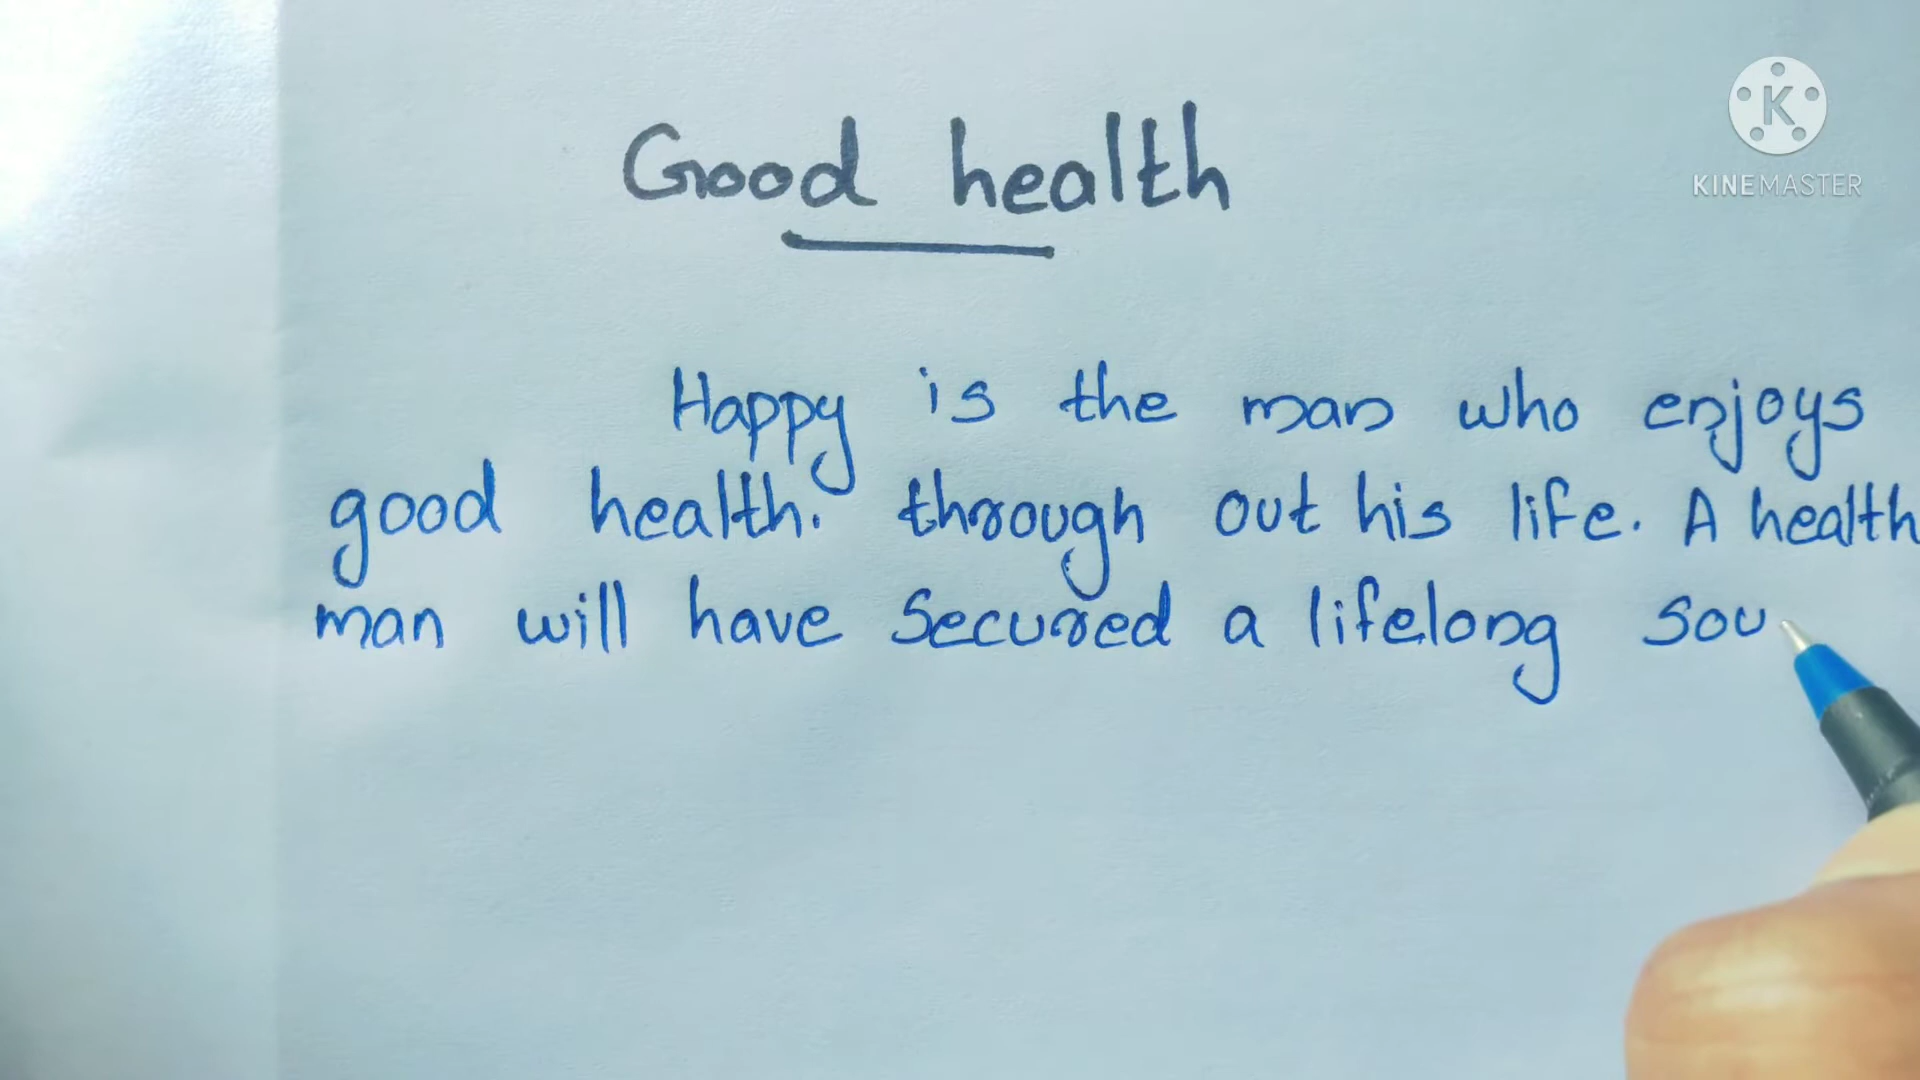 Good health
KINEMASTER
Happy is the man who enjoys
good health. through out his life. A health
man will have secured a lifelong sou